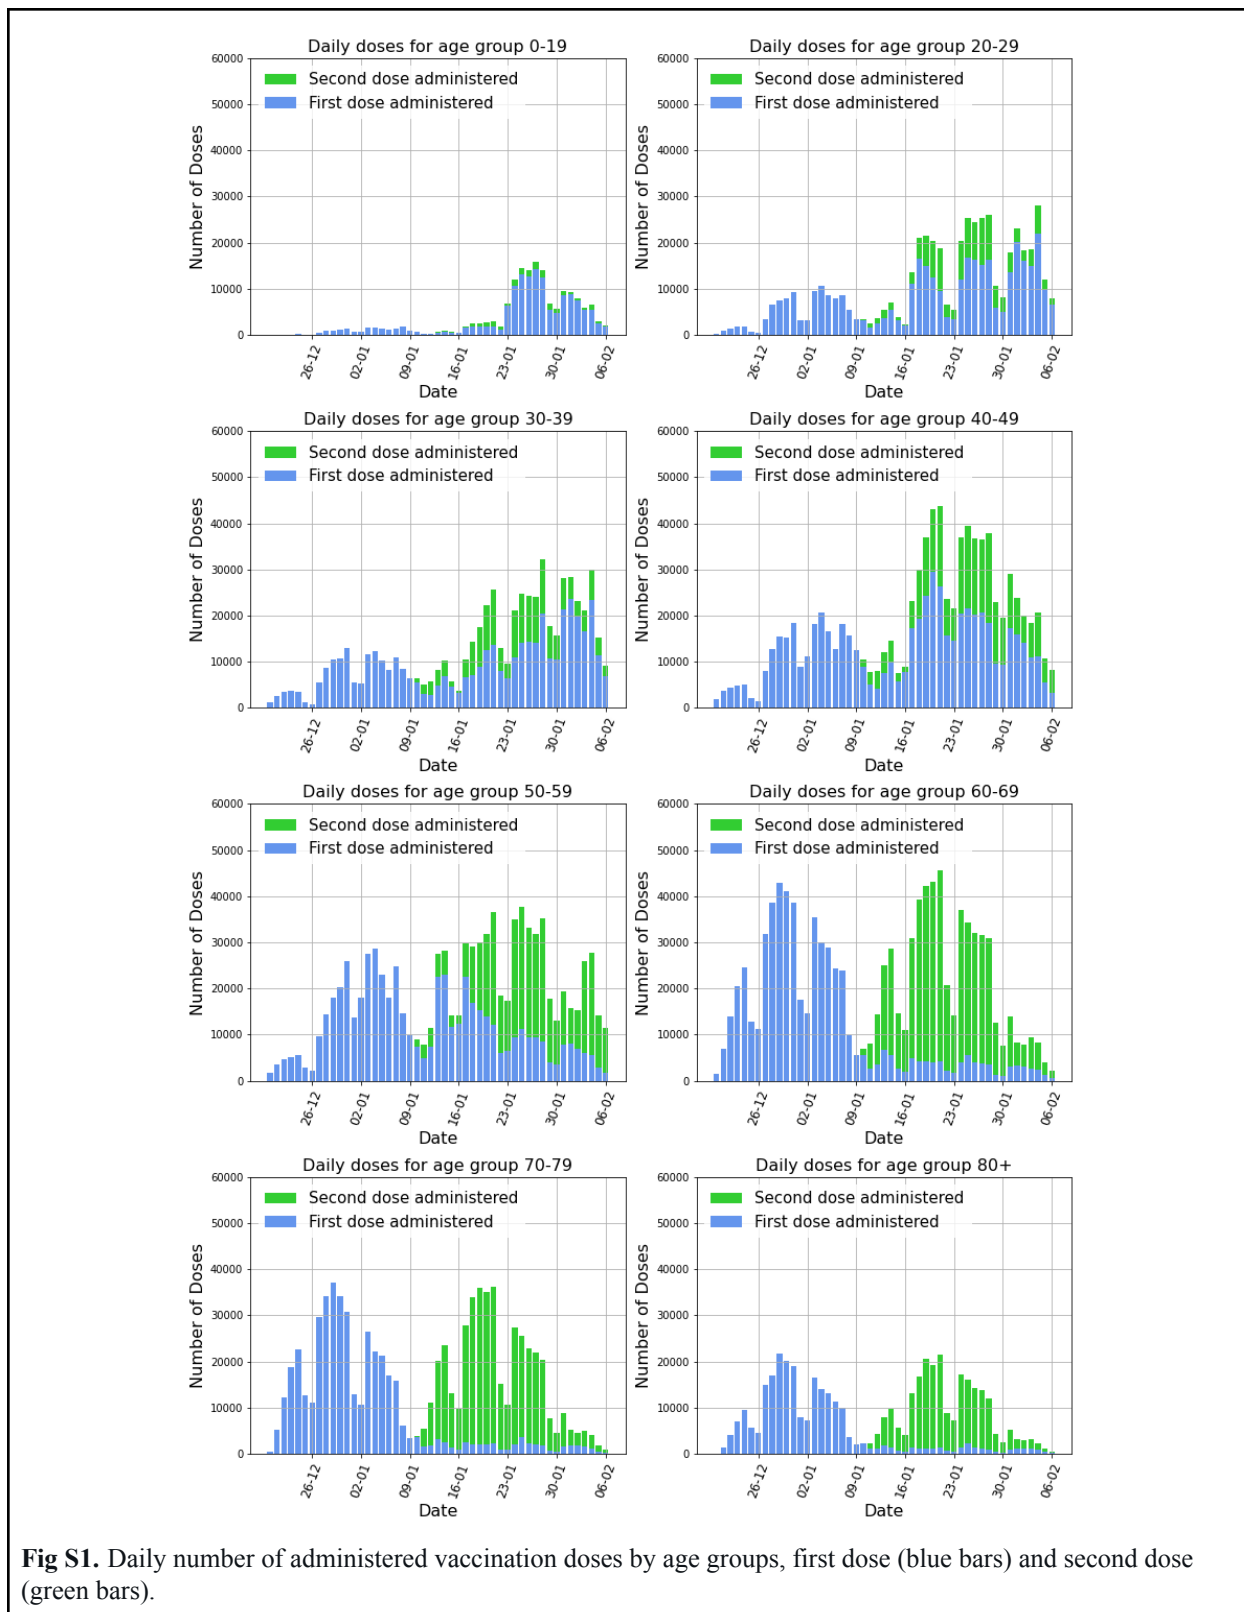 Daily doses for age group 0-19
Number of Doses
60000
50000
40000
30000
20000
10000
0
Second dose administered
First dose administered
26-12
02-01
09-01
16-01
23-01
30-01
06-02
Date
Daily doses for age group 20-29
Number of Doses
60000
50000
40000
30000
20000
10000
0
Second dose administered
First dose administered
26-12
02-01
09-01
16-01
23-01
30-01
06-02
Date
Daily doses for age group 30-39
Number of Doses
60000
50000
40000
30000
20000
10000
0
Second dose administered
First dose administered
26-12
02-01
09-01
16-01
23-01
30-01
06-02
Date
Daily doses for age group 40-49
Number of Doses
60000
50000
40000
30000
20000
10000
0
Second dose administered
First dose administered
26-12
02-01
09-01
16-01
23-01
30-01
06-02
Date
Daily doses for age group 50-59
Number of Doses
60000
50000
40000
30000
20000
10000
0
Second dose administered
First dose administered
26-12
02-01
09-01
16-01
23-01
30-01
06-02
Date
Daily doses for age group 60-69
Number of Doses
60000
50000
40000
30000
20000
10000
0
Second dose administered
First dose administered
26-12
02-01
09-01
16-01
23-01
30-01
06-02
Date
Daily doses for age group 70-79
Number of Doses
60000
50000
40000
30000
20000
10000
0
Second dose administered
First dose administered
26-12
02-01
09-01
16-01
23-01
30-01
06-02
Date
Daily doses for age group 80+
Number of Doses
60000
50000
40000
30000
20000
10000
0
Second dose administered
First dose administered
26-12
02-01
09-01
16-01
23-01
30-01
06-02
Date
Fig S1. Daily number of administered vaccination doses by age groups, first dose (blue bars) and second dose
(green bars).